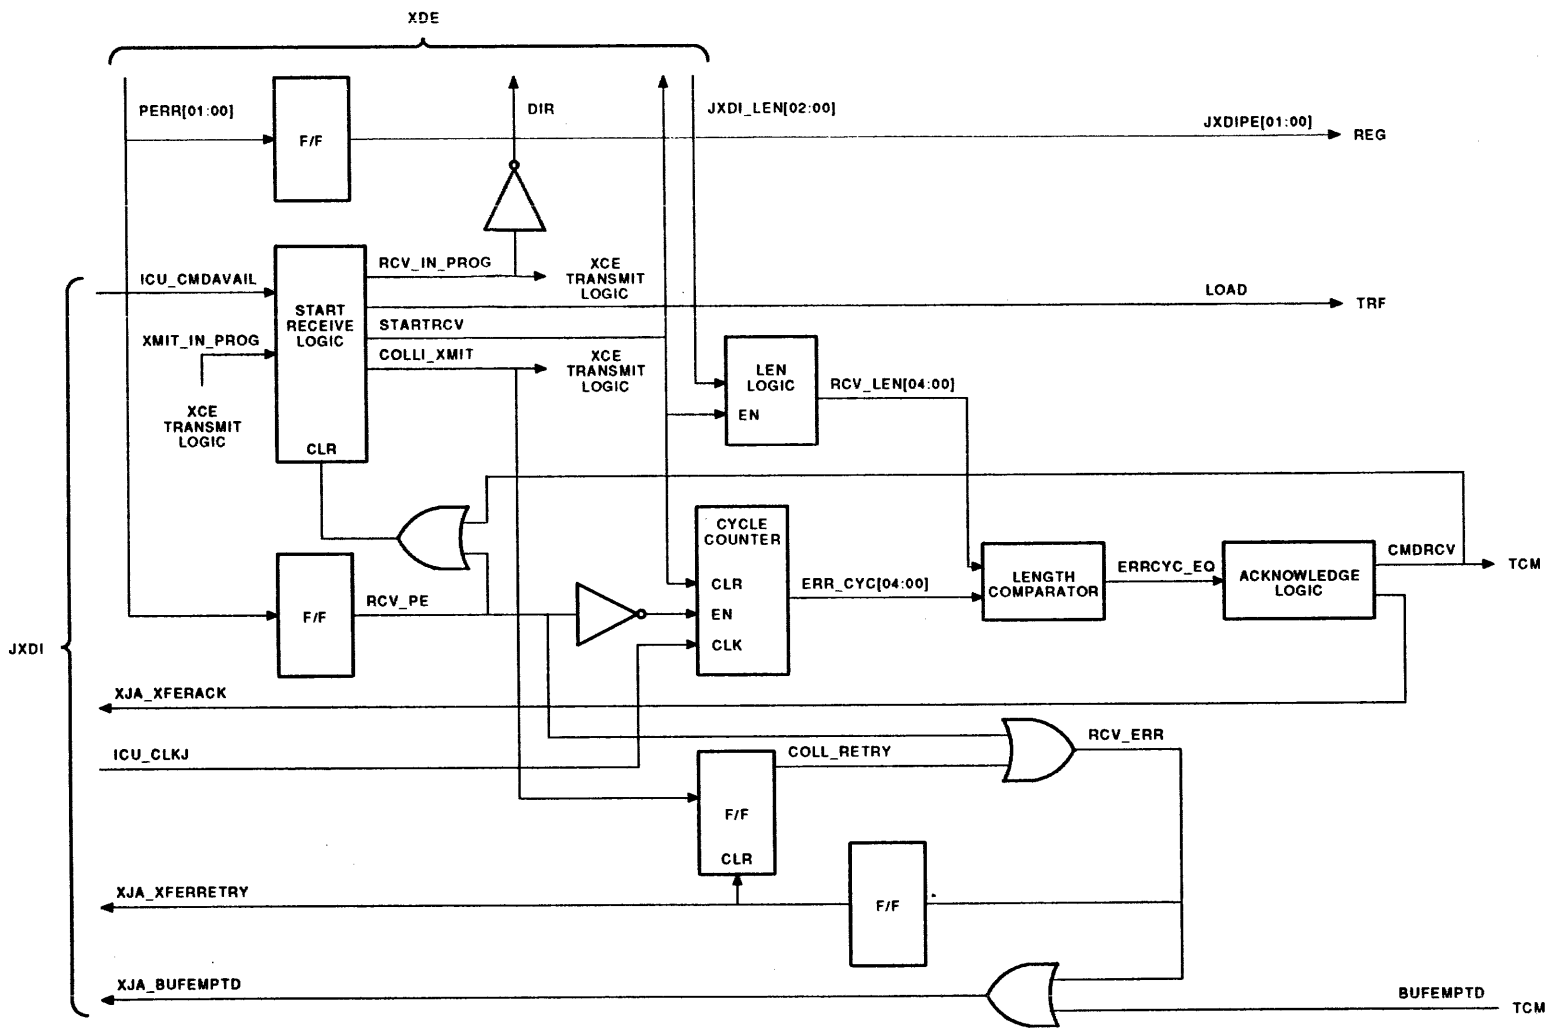 XDE
PERR[01:00]
F/F
DIR
JXDI_LEN[02:00]
JXDIPE[01:00]
REG
ICU_CMDAVAIL
START
RECEIVE
LOGIC
CLR
RCV_IN_PROG
XCE
TRANSMIT
LOGIC
LOAD
TRF
XMIT_IN_PROG
XCE
TRANSMIT
LOGIC
STARTRCV
COLLI_XMIT
XCE
TRANSMIT
LOGIC
LEN
LOGIC
EN
RCV_LEN[04:00]
CYCLE
COUNTER
CLR
EN
CLK
ERR_CYC[04:00]
LENGTH
COMPARATOR
ERRCYC_EQ
ACKNOWLEDGE
LOGIC
CMDRCV
TCM
F/F
RCV_PE
JXDI
XJA_XFERACK
ICU_CLKJ
F/F
CLR
COLL_RETRY
RCV_ERR
XJA_XFERRETRY
F/F
XJA_BUFEMPTD
BUFEMPTD
TCM